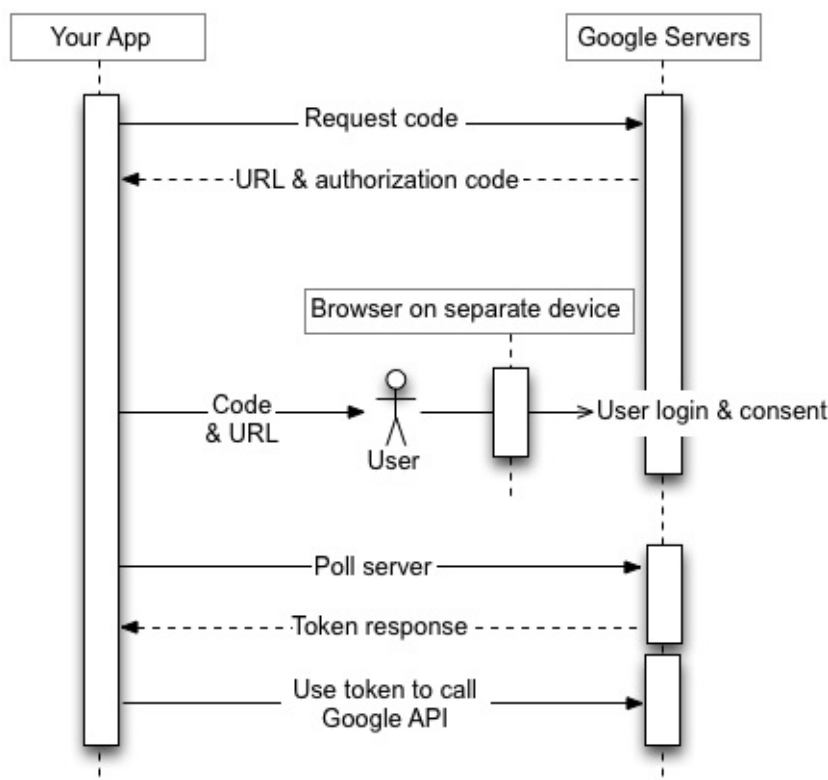 Your App
Google Servers
Request code
URL & authorization code
Browser on separate device
Code
& URL
User
User login & consent
Poll server
Token response
Use token to call
Google API